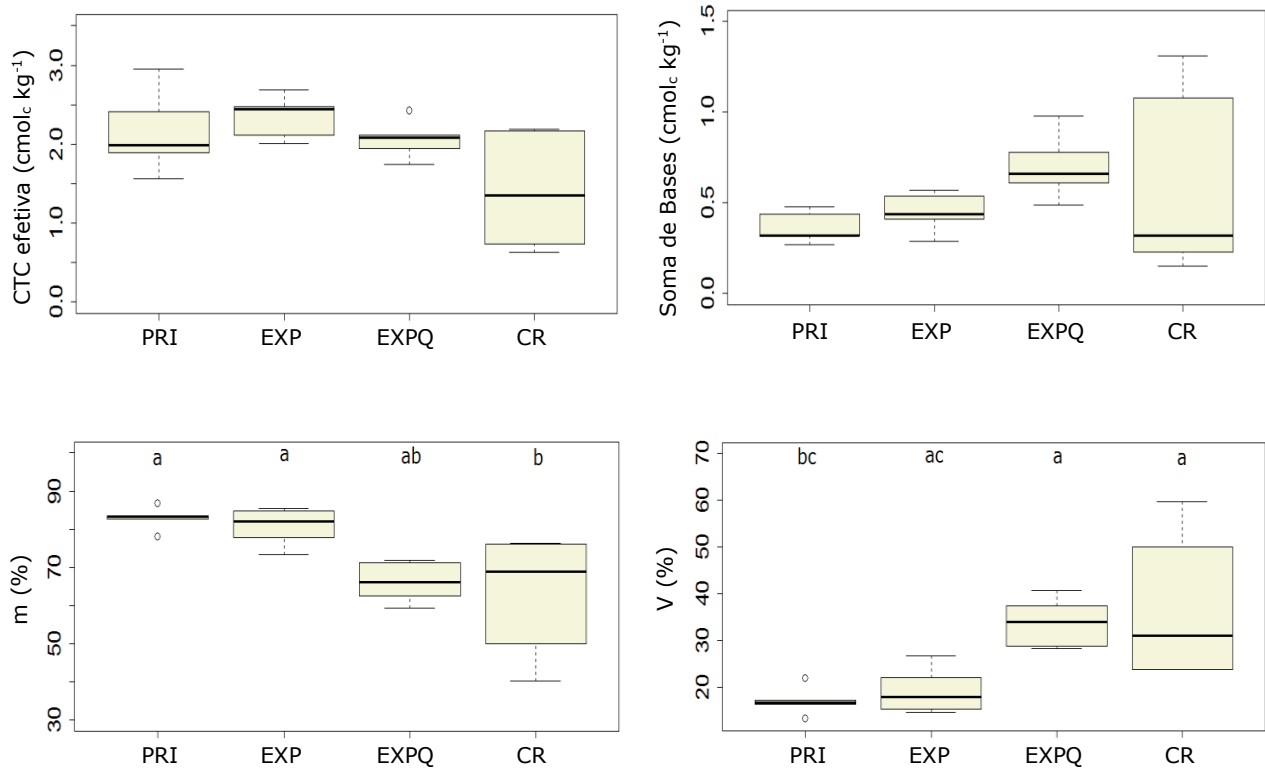 CTC efetiva (cmolc kg-1)
3.0
2.0
1.0
0.0
PRI EXP EXPQ CR
Soma de Bases (cmolc kg-1)
1.5
1.0
0.5
0.0
PRI EXP EXPQ CR
m (%)
90
70
50
30
a a ab b
PRI EXP EXPQ CR
V (%)
70
60
50
40
30
20
bc ac a a
PRI EXP EXPQ CR